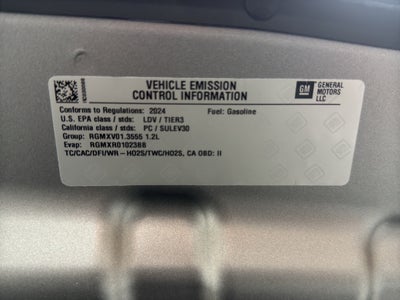 VEHICLE EMISSION
CONTROL INFORMATION
GM
GENERAL
MOTORS
LLC
Conforms to Regulations: 2024 Fuel: Gasoline
U.S. EPA class / stds: LDV / TIER3
California class / stds: PC / SULEV30
Group: RGMXV01.3555 1.2L
Evap: RGMXR0102388
TC/CAC/DFI/WR-HO2S/TWC/HO2S, CA OBD: II